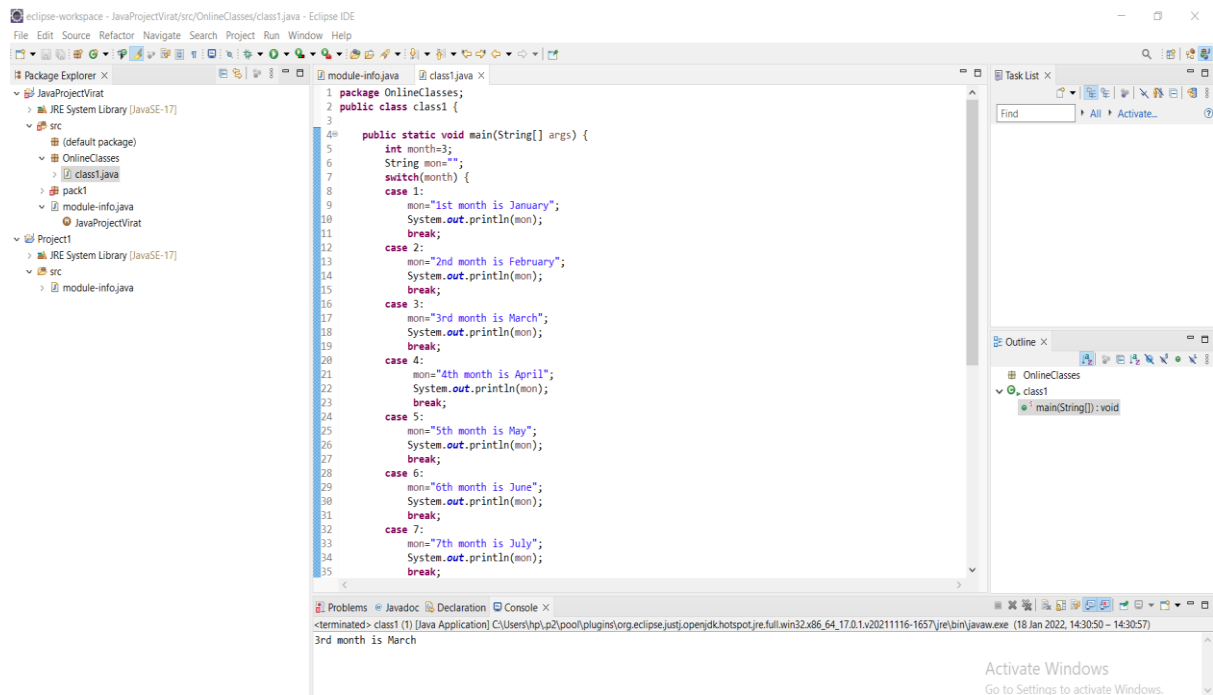 eclipse-workspace - JavaProjectVirat/src/OnlineClasses/class1.java - Eclipse IDE
File Edit Source Refactor Navigate Search Project Run Window Help
Package Explorer
JavaProjectVirat
JRE System Library [JavaSE-17]
src
(default package)
OnlineClasses
class1.java
pack1
module-info.java
JavaProjectVirat
Project1
JRE System Library [JavaSE-17]
src
module-info.java
module-info.java class1.java
1 package OnlineClasses;
2 public class class1 {
3
4 public static void main(String[] args) {
5 int month=3;
6 String mon="";
7 switch(month) {
8 case 1:
9 mon="1st month is January";
10 System.out.println(mon);
11 break;
12 case 2:
13 mon="2nd month is February";
14 System.out.println(mon);
15 break;
16 case 3:
17 mon="3rd month is March";
18 System.out.println(mon);
19 break;
20 case 4:
21 mon="4th month is April";
22 System.out.println(mon);
23 break;
24 case 5:
25 mon="5th month is May";
26 System.out.println(mon);
27 break;
28 case 6:
29 mon="6th month is June";
30 System.out.println(mon);
31 break;
32 case 7:
33 mon="7th month is July";
34 System.out.println(mon);
35 break;
Task List
Find All Activate...
Outline
OnlineClasses
class1
main(String[]) : void
Problems Javadoc Declaration Console
<terminated> class1 (1) [Java Application] C:\Users\hp\.p2\pool\plugins\org.eclipse.justj.openjdk.hotspot.jre.full.win32.x86_64_17.0.1.v20211116-1657\jre\bin\javaw.exe (18 Jan 2022, 14:30:50 – 14:30:57)
3rd month is March
Activate Windows
Go to Settings to activate Windows.